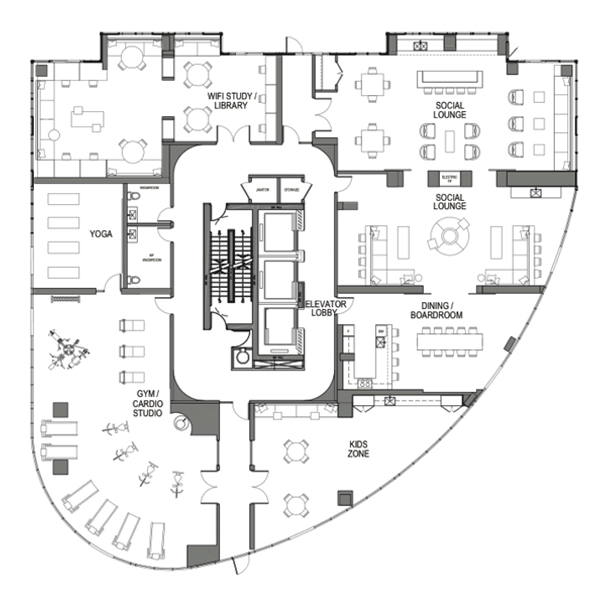 WIFI STUDY /
LIBRARY
SOCIAL
LOUNGE
JANITOR
STORAGE
ELECTRIC
FP
WASHROOM
SOCIAL
LOUNGE
YOGA
WASHROOM
ELEVATOR
LOBBY
DINING /
BOARDROOM
GYM /
CARDIO
STUDIO
KIDS
ZONE